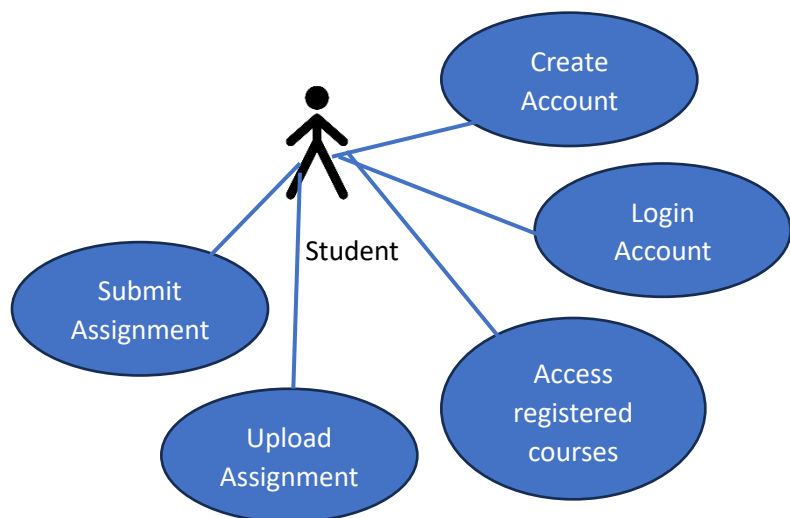 Create
Account
Login
Account
Student
Submit
Assignment
Access
registered
courses
Upload
Assignment